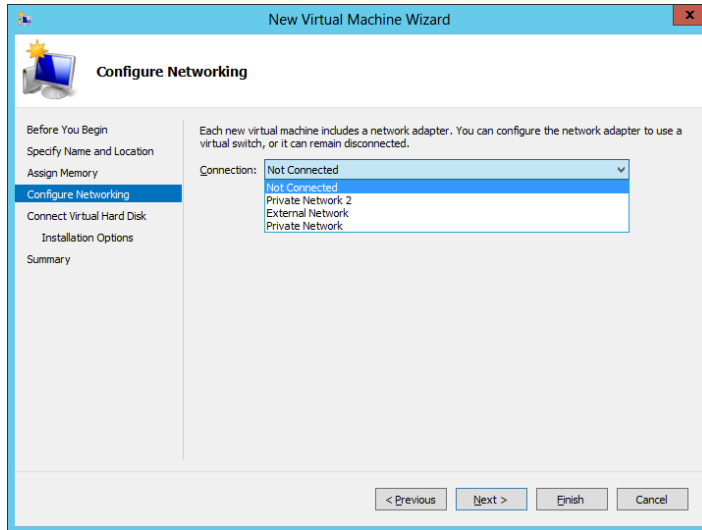 New Virtual Machine Wizard
x
Configure Networking
Before You Begin
Specify Name and Location
Assign Memory
Configure Networking
Connect Virtual Hard Disk
Installation Options
Summary
Each new virtual machine includes a network adapter. You can configure the network adapter to use a
virtual switch, or it can remain disconnected.
Connection: Not Connected
Not Connected
Private Network 2
External Network
Private Network
< Previous Next > Finish Cancel